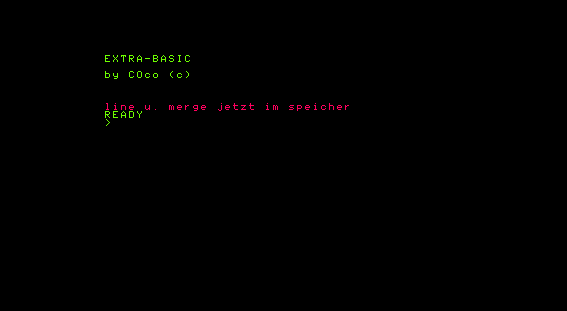 EXTRA-BASIC
by COco (c)
line u. merge jetzt im speicher
READY
>